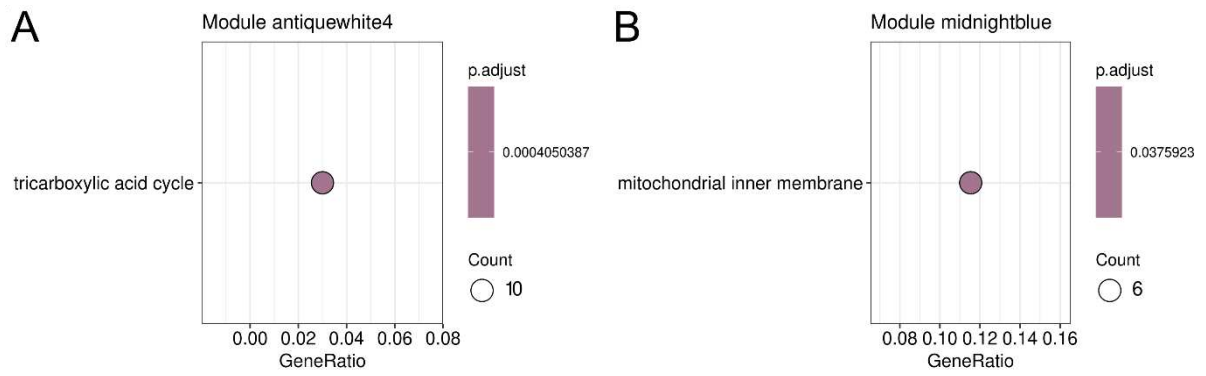 A
Module antiquewhite4
p.adjust
0.0004050387
tricarboxylic acid cycle
Count
10
0.00 0.02 0.04 0.06 0.08
GeneRatio
B
Module midnightblue
p.adjust
0.0375923
mitochondrial inner membrane
Count
6
0.08 0.10 0.12 0.14 0.16
GeneRatio